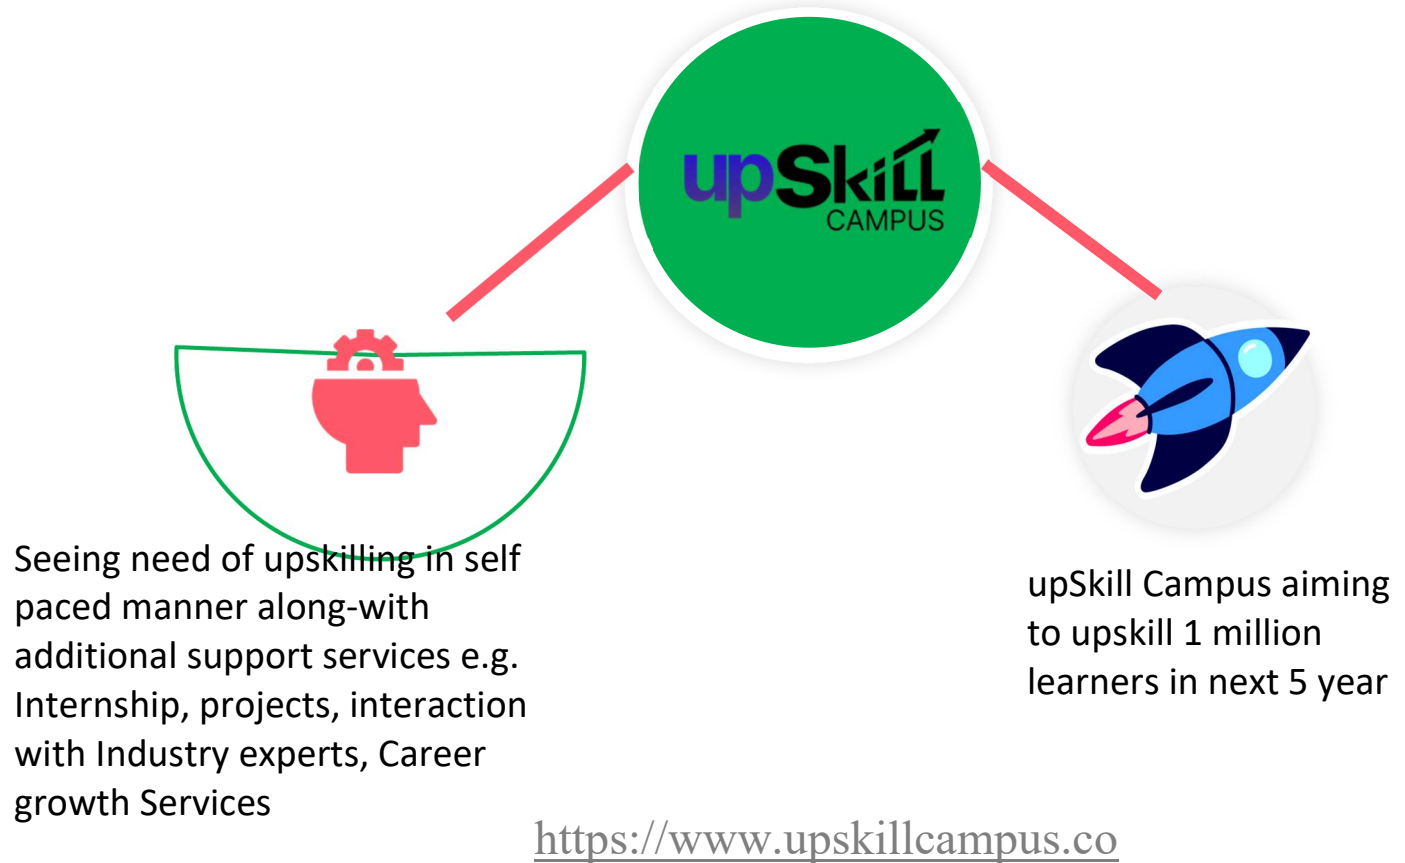 upSkill
CAMPUS
Seeing need of upskilling in self
paced manner along-with
additional support services e.g.
Internship, projects, interaction
with Industry experts, Career
growth Services
upSkill Campus aiming
to upskill 1 million
learners in next 5 year
https://www.upskillcampus.co